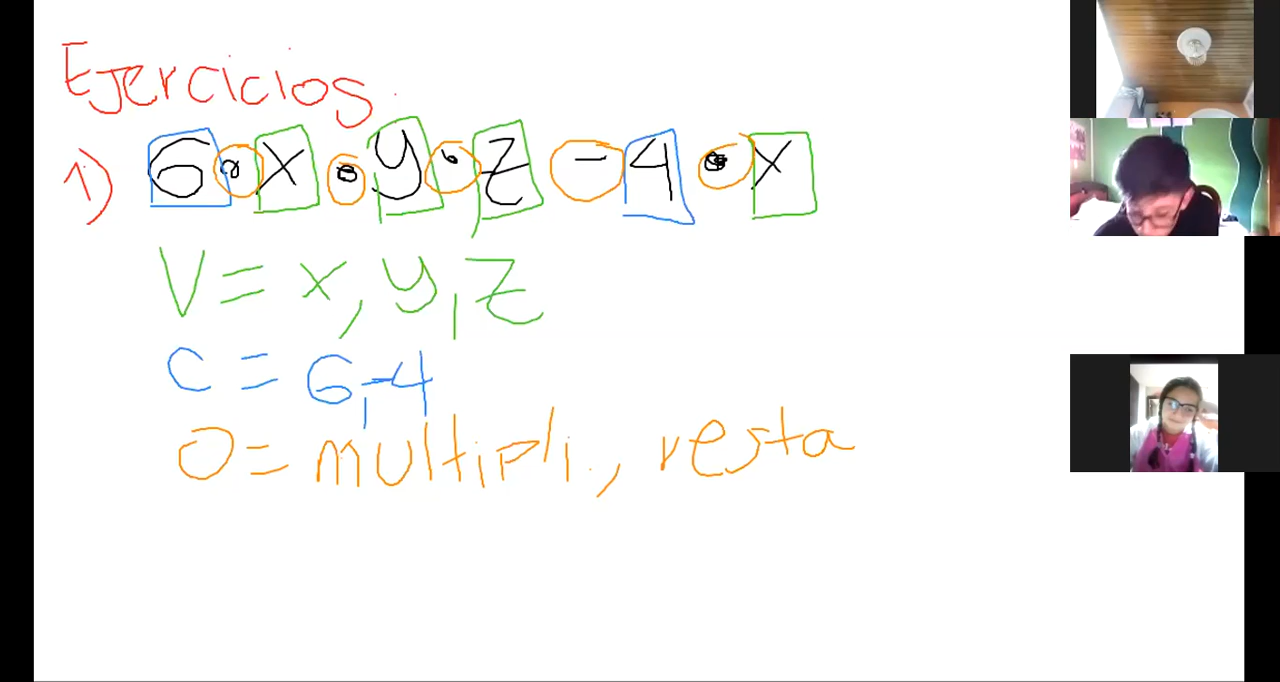 Ejercicios.
1) 6 · x · y · z - 4 · x
V = x, y, z
C = 6, -4
O = multipli., resta